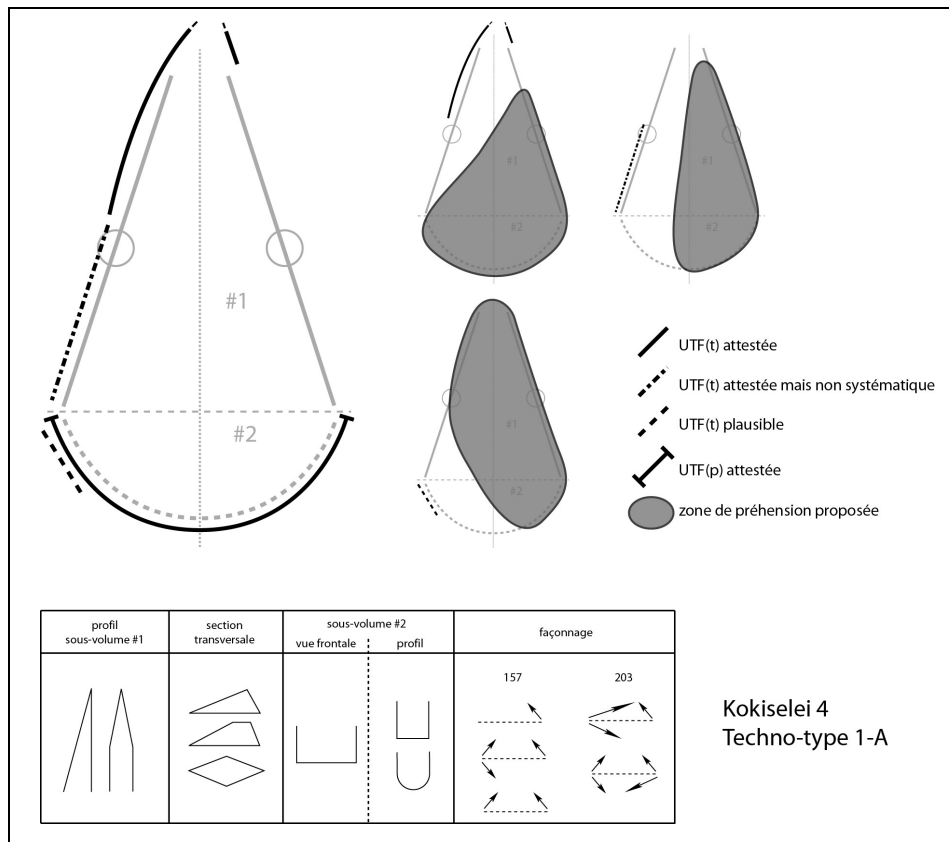 #1
#2
#1
#2
#1
#2
#1
#2
UTF(t) attestée
UTF(t) attestée mais non systématique
UTF(t) plausible
UTF(p) attestée
zone de préhension proposée
profil
sous-volume #1
section
transversale
sous-volume #2
vue frontale
profil
façonnage
157
203
Kokiselei 4
Techno-type 1-A